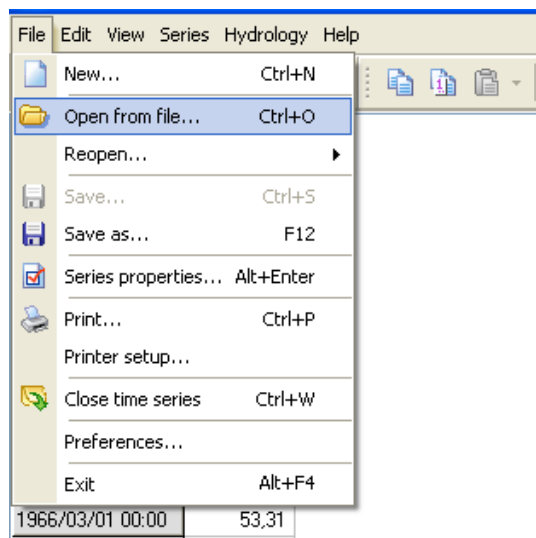 File Edit View Series Hydrology Help
New... Ctrl+N
Open from file... Ctrl+O
Reopen...
Save... Ctrl+S
Save as... F12
Series properties... Alt+Enter
Print... Ctrl+P
Printer setup...
Close time series Ctrl+W
Preferences...
Exit Alt+F4
1966/03/01 00:00 53,31